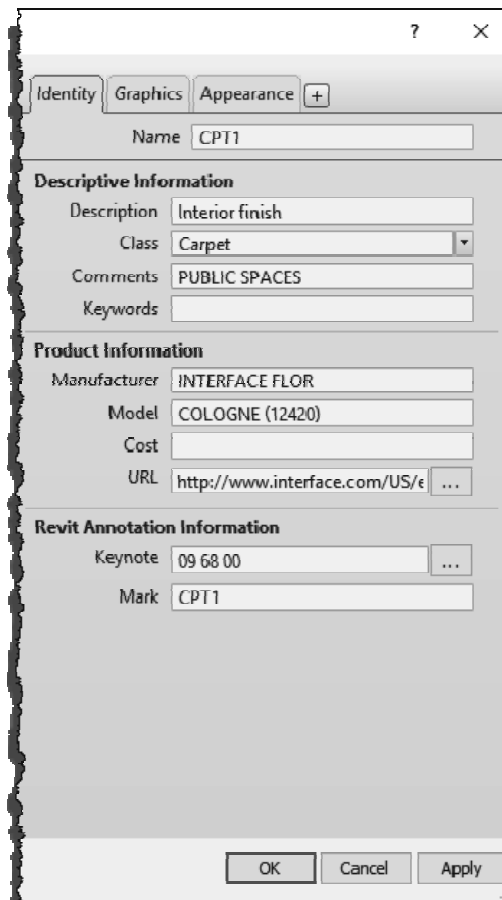 ? ×
Identity Graphics Appearance +
Name CPT1
Descriptive Information
Description Interior finish
Class Carpet
Comments PUBLIC SPACES
Keywords
Product Information
Manufacturer INTERFACE FLOR
Model COLOGNE (12420)
Cost
URL http://www.interface.com/US/e ...
Revit Annotation Information
Keynote 09 68 00 ...
Mark CPT1
OK Cancel Apply